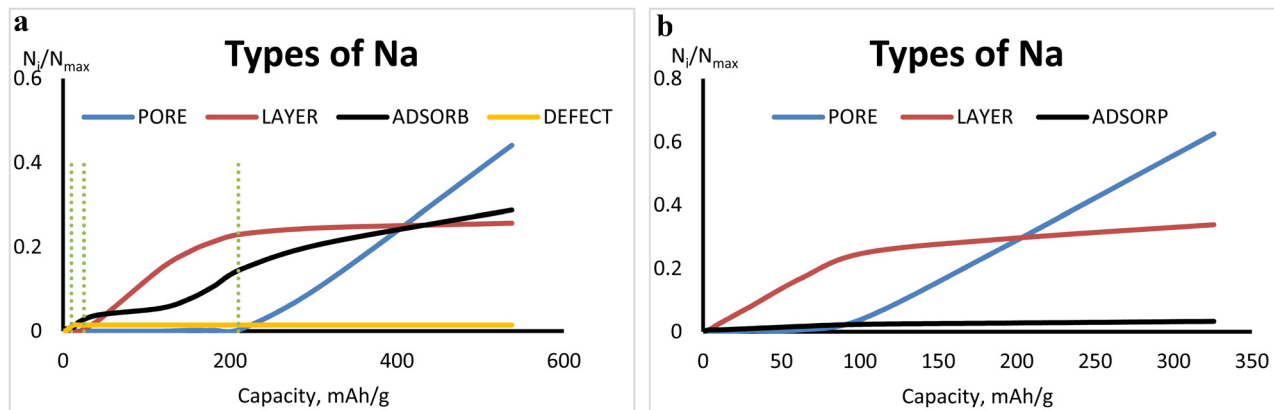 a
Types of Na
Nᵢ/Nₘₐₓ
0.6
PORE LAYER ADSORB DEFECT
0.4
0.2
0
0 200 400 600
Capacity, mAh/g
b
Types of Na
Nᵢ/Nₘₐₓ
0.8
PORE LAYER ADSORP
0.6
0.4
0.2
0
0 50 100 150 200 250 300 350
Capacity, mAh/g